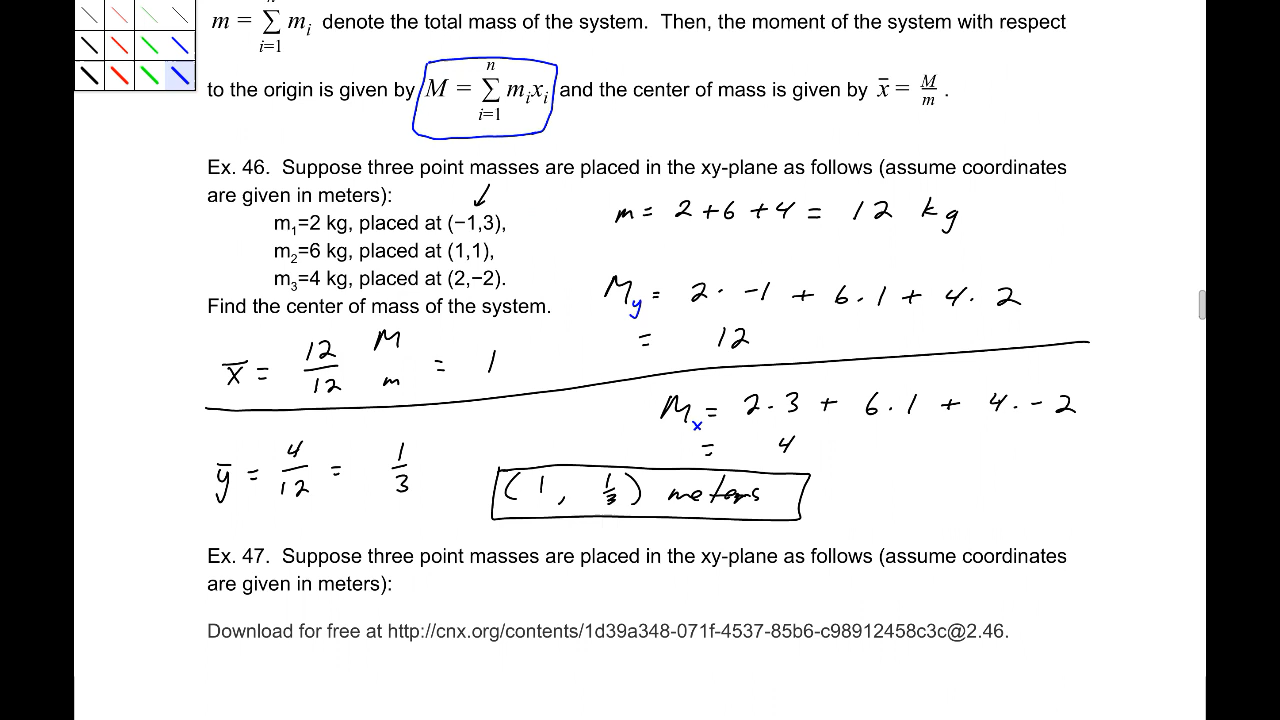 m = n∑i=1 mᵢ denote the total mass of the system. Then, the moment of the system with respect
to the origin is given by M = n∑i=1 mᵢxᵢ and the center of mass is given by x̄ = M/m .
Ex. 46. Suppose three point masses are placed in the xy-plane as follows (assume coordinates
are given in meters):
m₁=2 kg, placed at (−1,3),
m = 2 + 6 + 4 = 12 kg
m₂=6 kg, placed at (1,1),
m₃=4 kg, placed at (2,−2).
M_y = 2 · -1 + 6 · 1 + 4 · 2
Find the center of mass of the system.
= 12
x̄ = 12/12 M/m = 1
M_x = 2 · 3 + 6 · 1 + 4 · - 2
= 4
ȳ = 4/12 = 1/3
(1, 1/3) meters
Ex. 47. Suppose three point masses are placed in the xy-plane as follows (assume coordinates
are given in meters):
Download for free at http://cnx.org/contents/1d39a348-071f-4537-85b6-c98912458c3c@2.46.